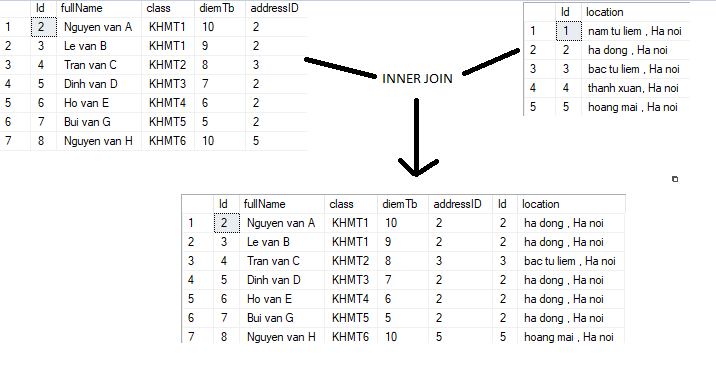 Id fullName class diemTb addressID
1 2 Nguyen van A KHMT1 10 2
2 3 Le van B KHMT1 9 2
3 4 Tran van C KHMT2 8 3
4 5 Dinh van D KHMT3 7 2
5 6 Ho van E KHMT4 6 2
6 7 Bui van G KHMT5 5 2
7 8 Nguyen van H KHMT6 10 5
Id location
1 1 nam tu liem , Ha noi
2 2 ha dong , Ha noi
3 3 bac tu liem , Ha noi
4 4 thanh xuan, Ha noi
5 5 hoang mai , Ha noi
INNER JOIN
Id fullName class diemTb addressID Id location
1 2 Nguyen van A KHMT1 10 2 2 ha dong , Ha noi
2 3 Le van B KHMT1 9 2 2 ha dong , Ha noi
3 4 Tran van C KHMT2 8 3 3 bac tu liem , Ha noi
4 5 Dinh van D KHMT3 7 2 2 ha dong , Ha noi
5 6 Ho van E KHMT4 6 2 2 ha dong , Ha noi
6 7 Bui van G KHMT5 5 2 2 ha dong , Ha noi
7 8 Nguyen van H KHMT6 10 5 5 hoang mai , Ha noi